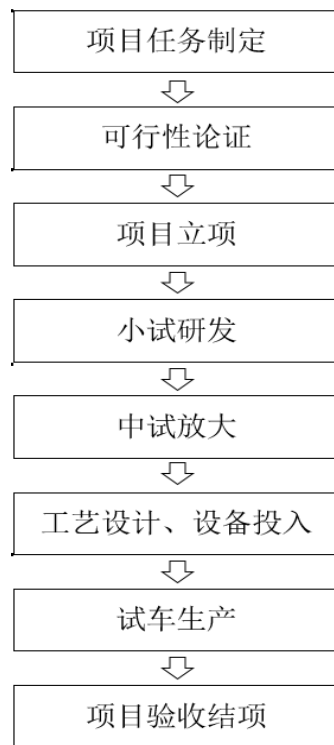 项目任务制定
可行性论证
项目立项
小试研发
中试放大
工艺设计、设备投入
试车生产
项目验收结项